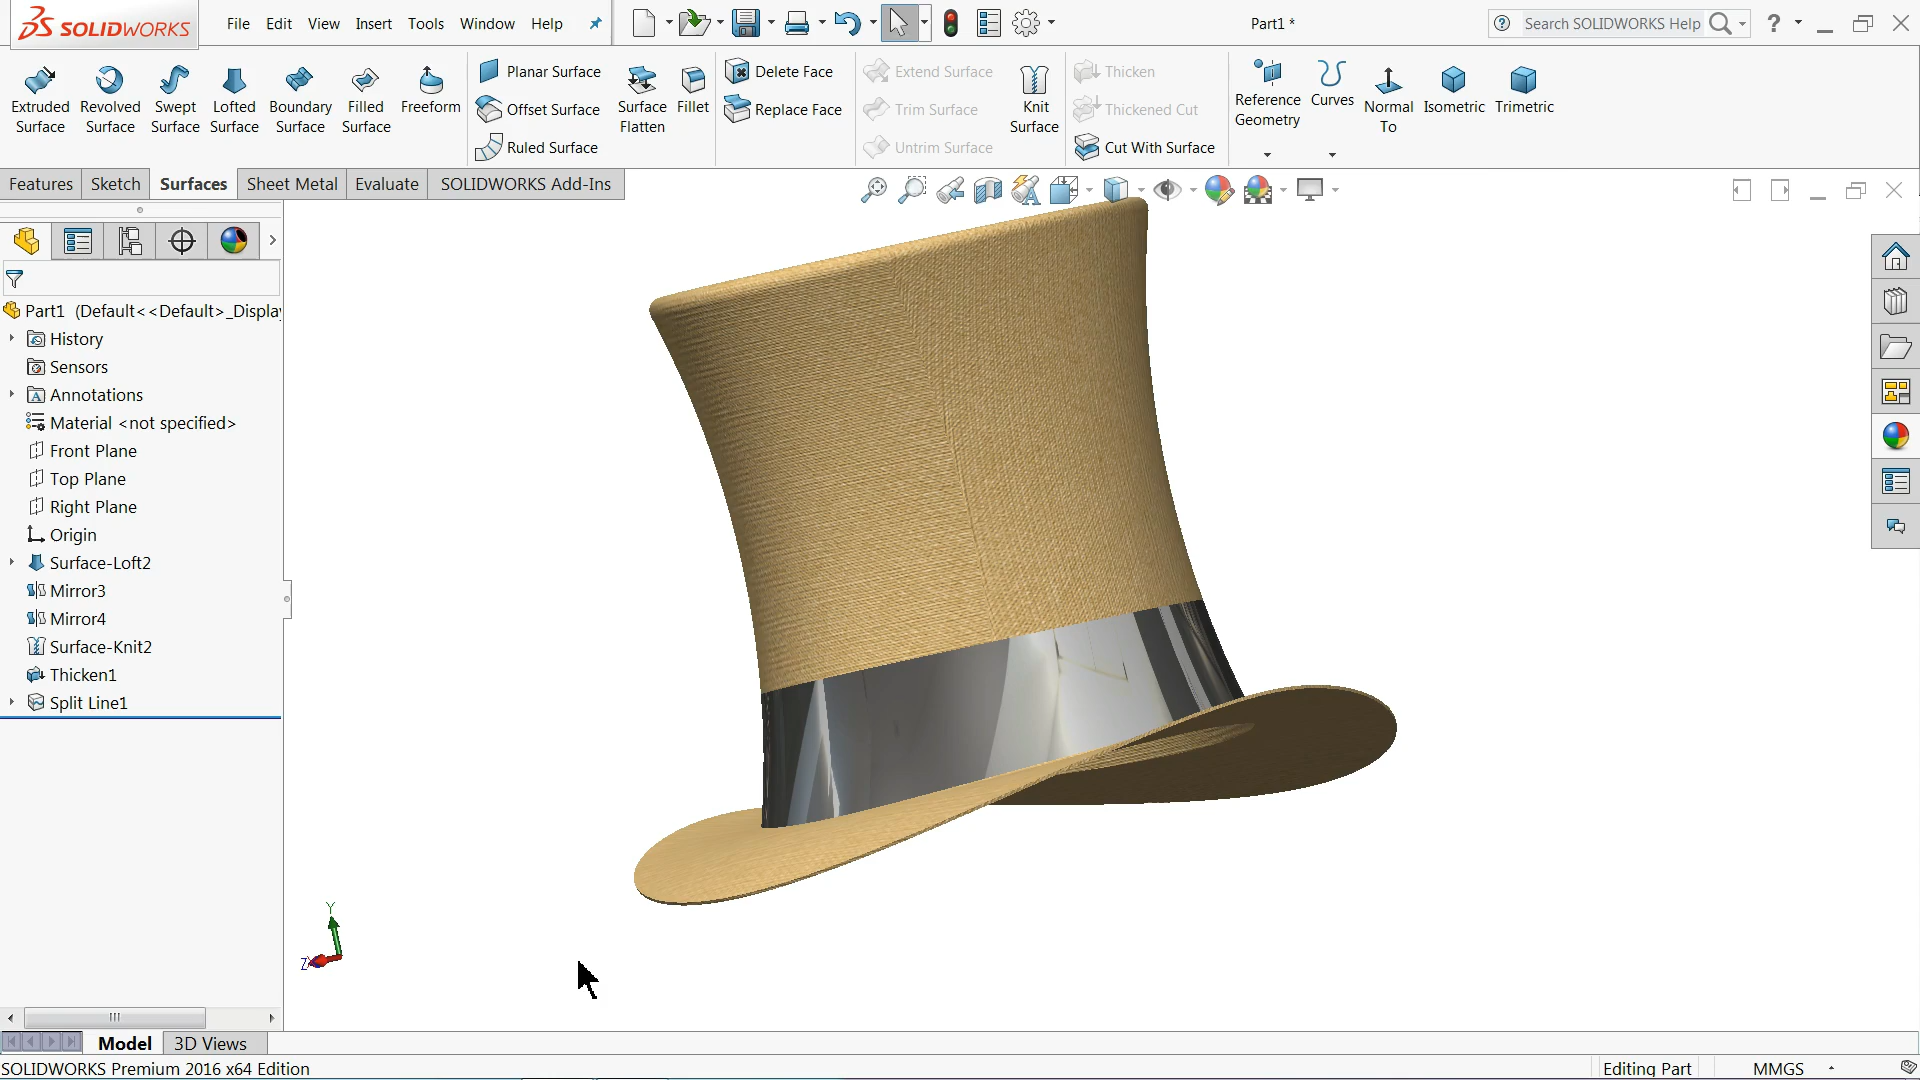 SOLIDWORKS
File Edit View Insert Tools Window Help
Part1 *
Search SOLIDWORKS Help
Extruded Surface
Revolved Surface
Swept Surface
Lofted Surface
Boundary Surface
Filled Surface
Freeform
Planar Surface
Offset Surface
Ruled Surface
Surface Flatten
Fillet
Delete Face
Replace Face
Extend Surface
Trim Surface
Untrim Surface
Knit Surface
Thicken
Thickened Cut
Cut With Surface
Reference Geometry
Curves
Normal To
Isometric
Trimetric
Features Sketch Surfaces Sheet Metal Evaluate SOLIDWORKS Add-Ins
Part1 (Default<<Default>_Displa
History
Sensors
Annotations
Material <not specified>
Front Plane
Top Plane
Right Plane
Origin
Surface-Loft2
Mirror3
Mirror4
Surface-Knit2
Thicken1
Split Line1
Y
Z
Model 3D Views
SOLIDWORKS Premium 2016 x64 Edition
Editing Part
MMGS